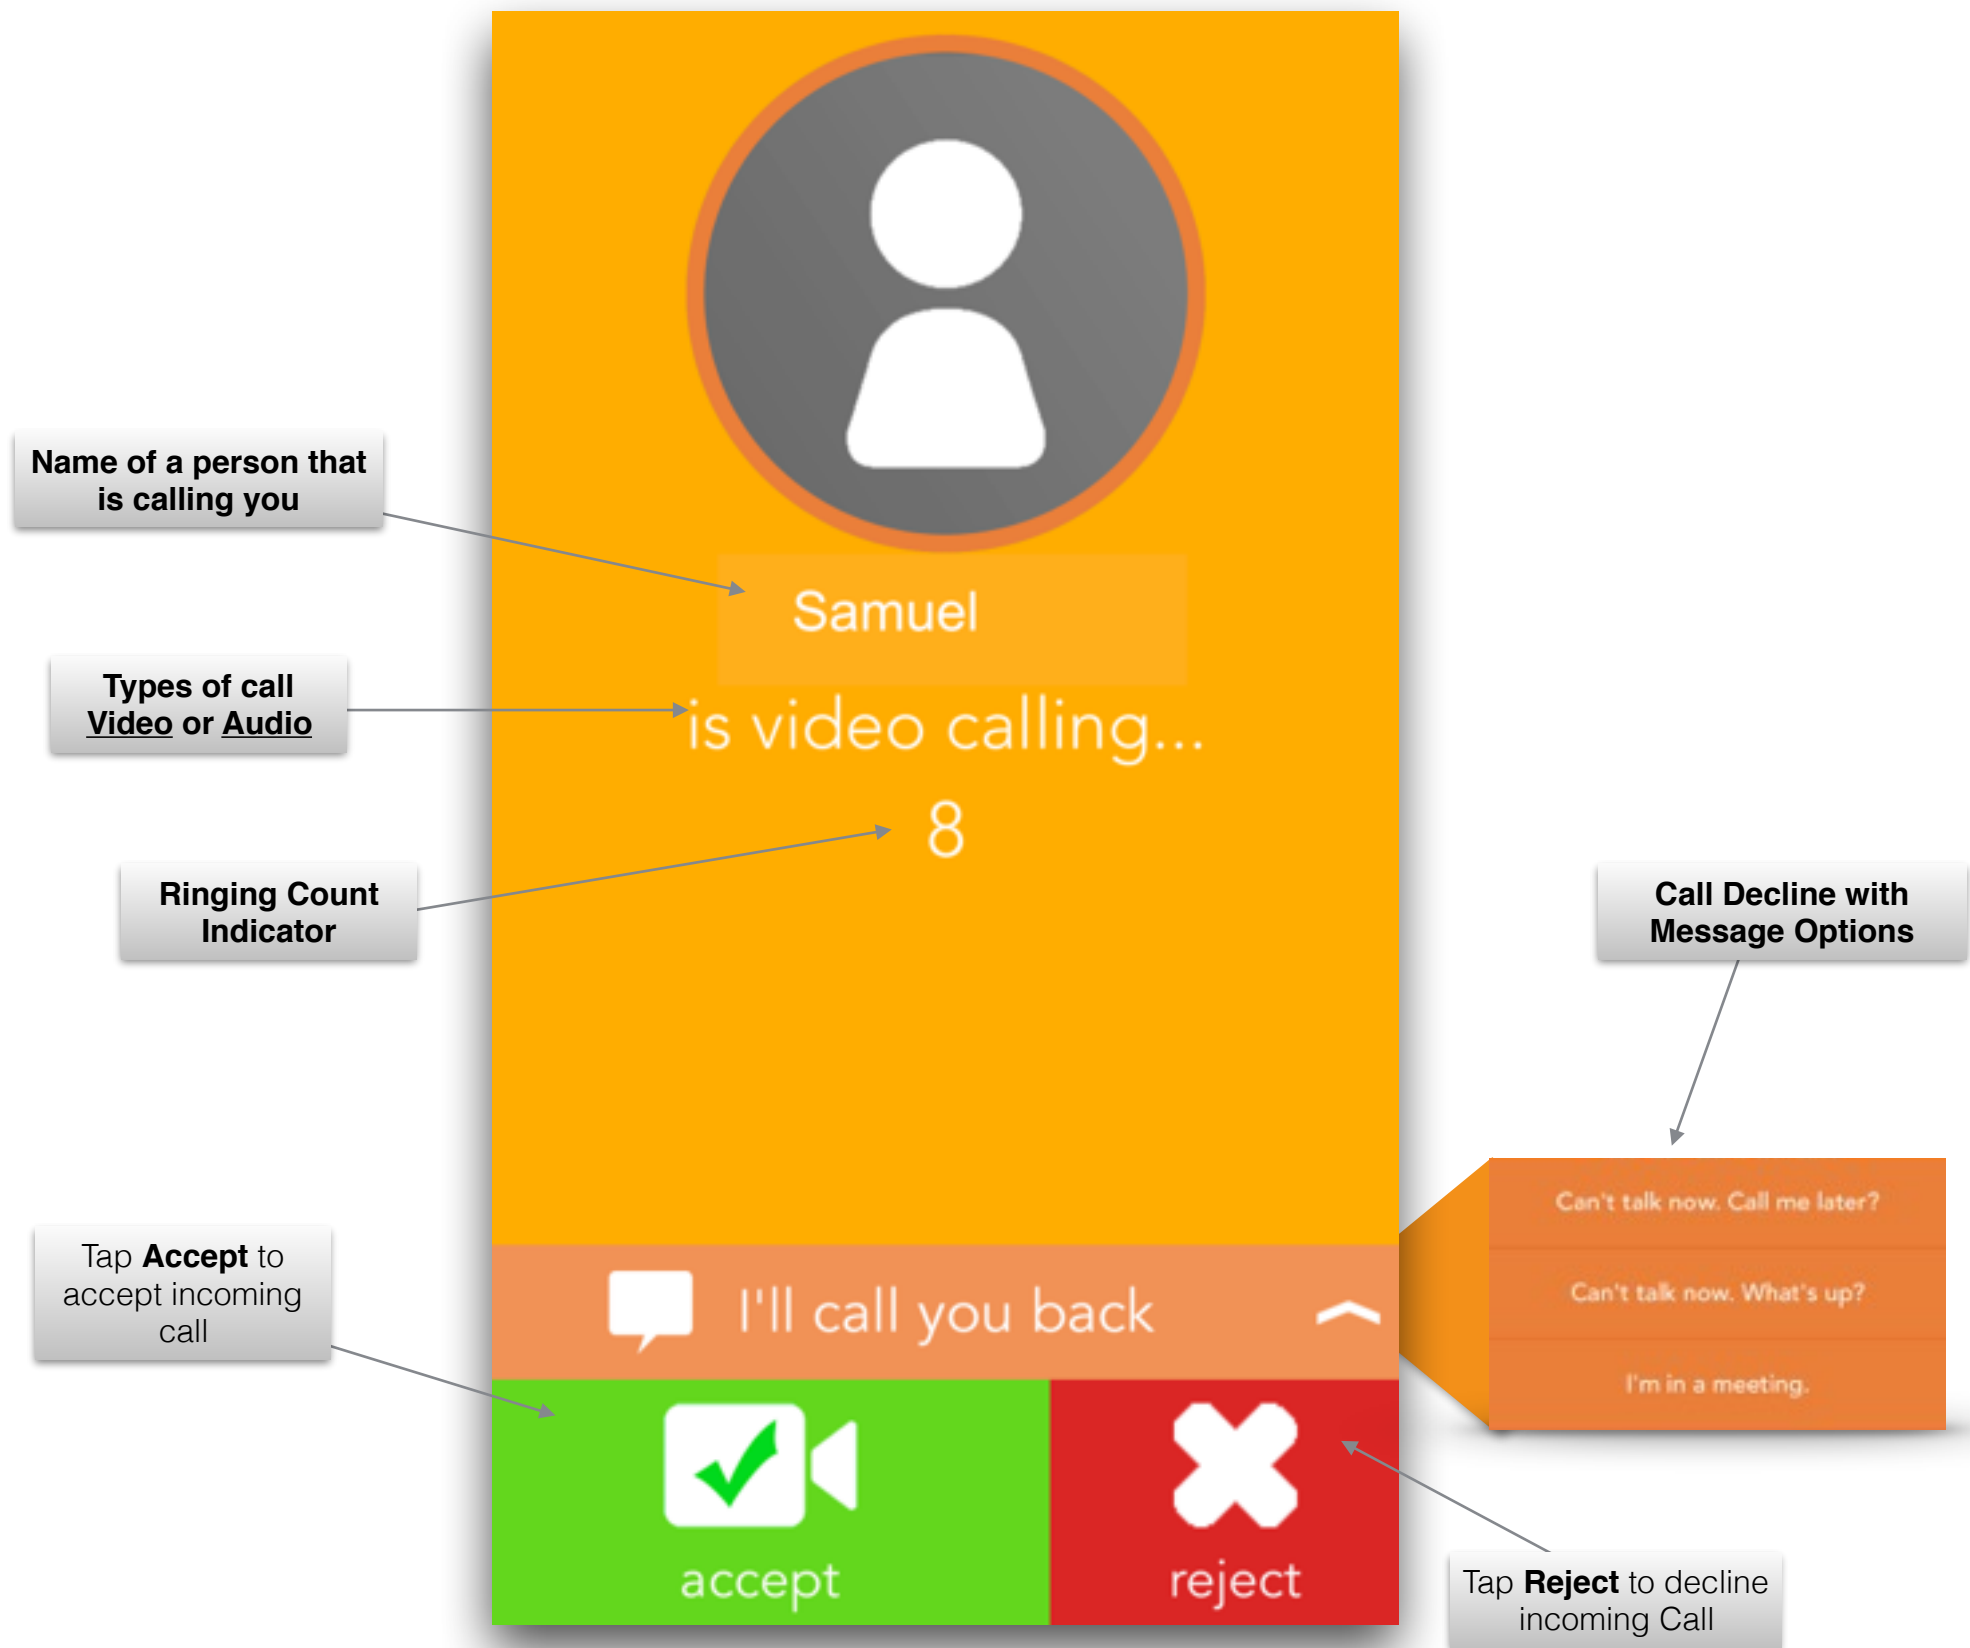 Name of a person that
is calling you
Samuel
Types of call
Video or Audio
is video calling...
8
Ringing Count
Indicator
Call Decline with
Message Options
Can't talk now. Call me later?
Can't talk now. What's up?
I'm in a meeting.
Tap Accept to
accept incoming
call
I'll call you back
accept
reject
Tap Reject to decline
incoming Call